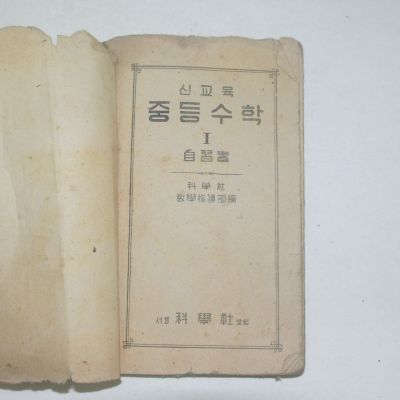 신교육
중등수학
I
自習書
科學社
敎學指導部編
서울 科學社 발행